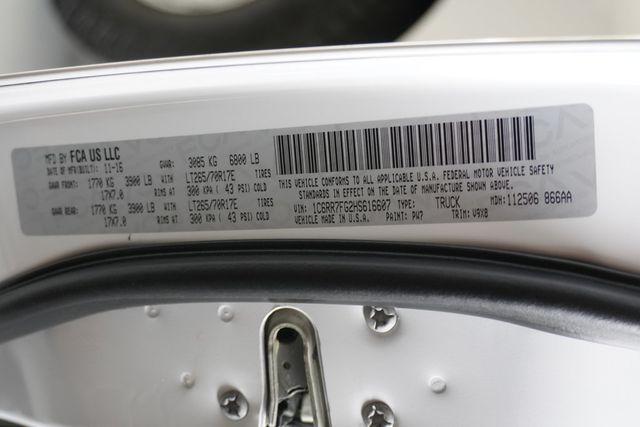 MFD BY FCA US LLC
DATE OF MFR(BUILT): 11-16 GVWR: 3085 KG 6800 LB
GAWR FRONT: 1770 KG 3900 LB WITH LT265/70R17E TIRES
17X7.0 RIMS AT 300 KPA ( 43 PSI) COLD
GAWR REAR: 1770 KG 3900 LB WITH LT265/70R17E TIRES
17X7.0 RIMS AT 300 KPA ( 43 PSI) COLD
THIS VEHICLE CONFORMS TO ALL APPLICABLE U.S.A. FEDERAL MOTOR VEHICLE SAFETY
STANDARDS IN EFFECT ON THE DATE OF MANUFACTURE SHOWN ABOVE.
VIN: 1C6RR7FG2HS616607 TYPE: TRUCK MDH: 112506 066AA
VEHICLE MADE IN U.S.A. PAINT: PW7 TRIM: V9X8